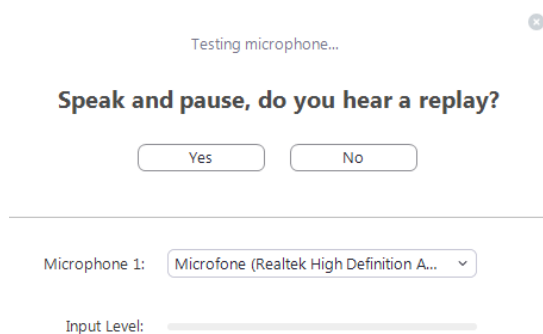 Testing microphone...
Speak and pause, do you hear a replay?
Yes No
Microphone 1: Microfone (Realtek High Definition A...
Input Level: